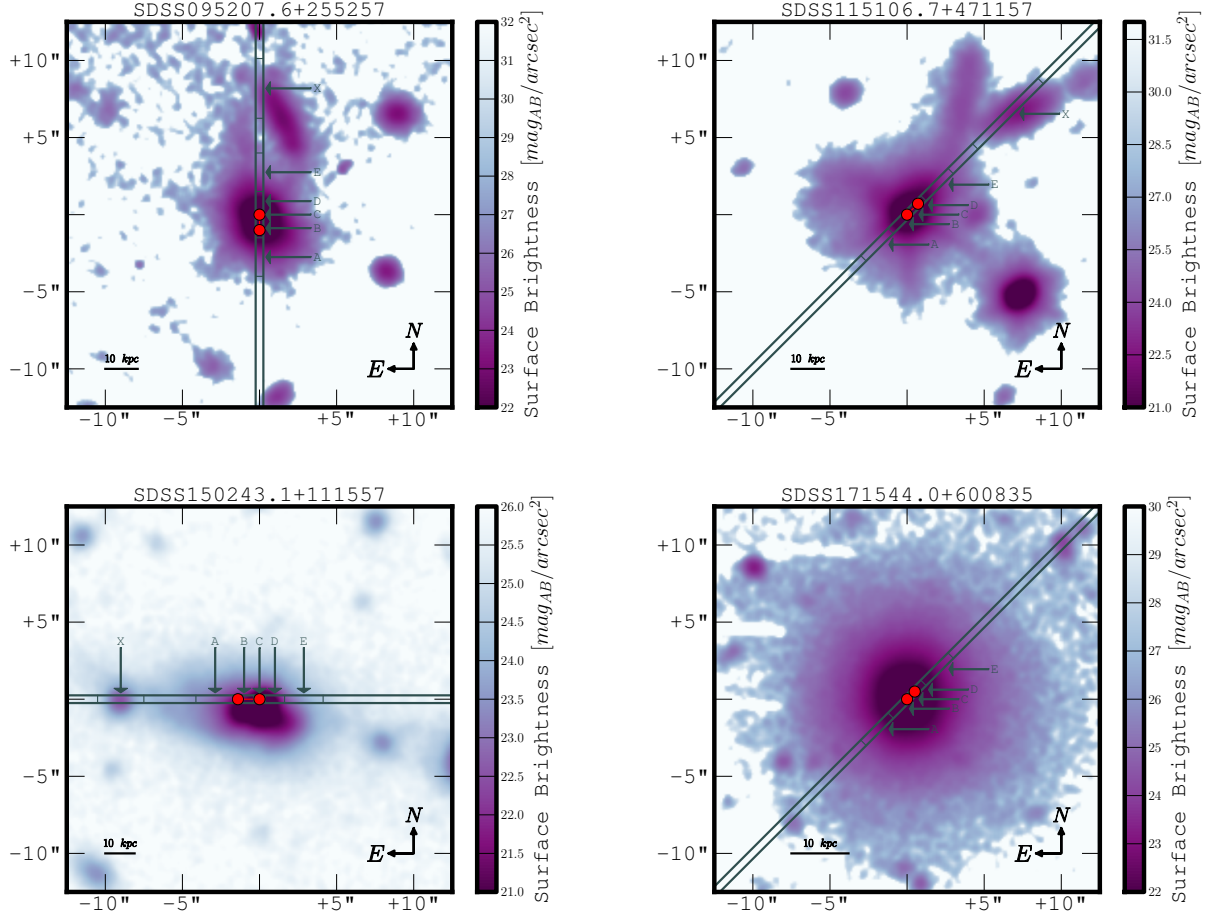 SDSS095207.6+255257
+10"
+5"
-5"
-10"
-10"
-5"
+5"
+10"
X
E
D
C
B
A
10 kpc
N
E
32
31
30
29
28
27
26
25
24
23
22
Surface Brightness [mag_AB/arcsec^2]
SDSS115106.7+471157
+10"
+5"
-5"
-10"
-10"
-5"
+5"
+10"
X
E
D
C
B
A
10 kpc
N
E
31.5
30.0
28.5
27.0
25.5
24.0
22.5
21.0
Surface Brightness [mag_AB/arcsec^2]
SDSS150243.1+111557
+10"
+5"
-5"
-10"
-10"
-5"
+5"
+10"
X
A
B
C
D
E
10 kpc
N
E
26.0
25.5
25.0
24.5
24.0
23.5
23.0
22.5
22.0
21.5
21.0
Surface Brightness [mag_AB/arcsec^2]
SDSS171544.0+600835
+10"
+5"
-5"
-10"
-10"
-5"
+5"
+10"
E
D
10 kpc
N
E
30
29
28
27
26
25
24
23
22
Surface Brightness [mag_AB/arcsec^2]